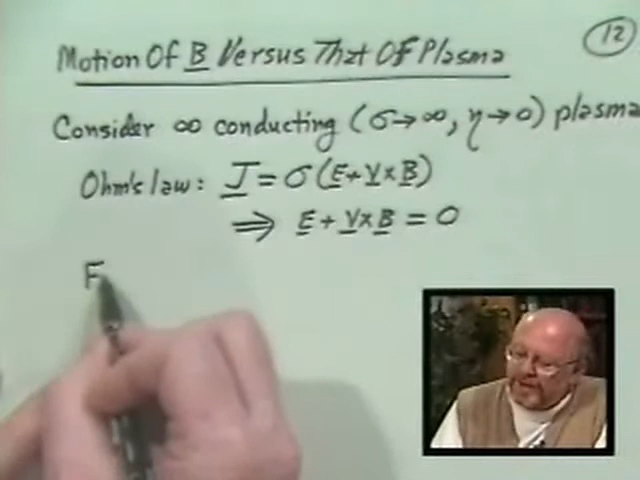 12
Motion Of B Versus That Of Plasma
Consider ∞ conducting (σ→∞, η→0) plasma
Ohm's law: J = σ(E + V × B)
⇒ E + V × B = 0
F